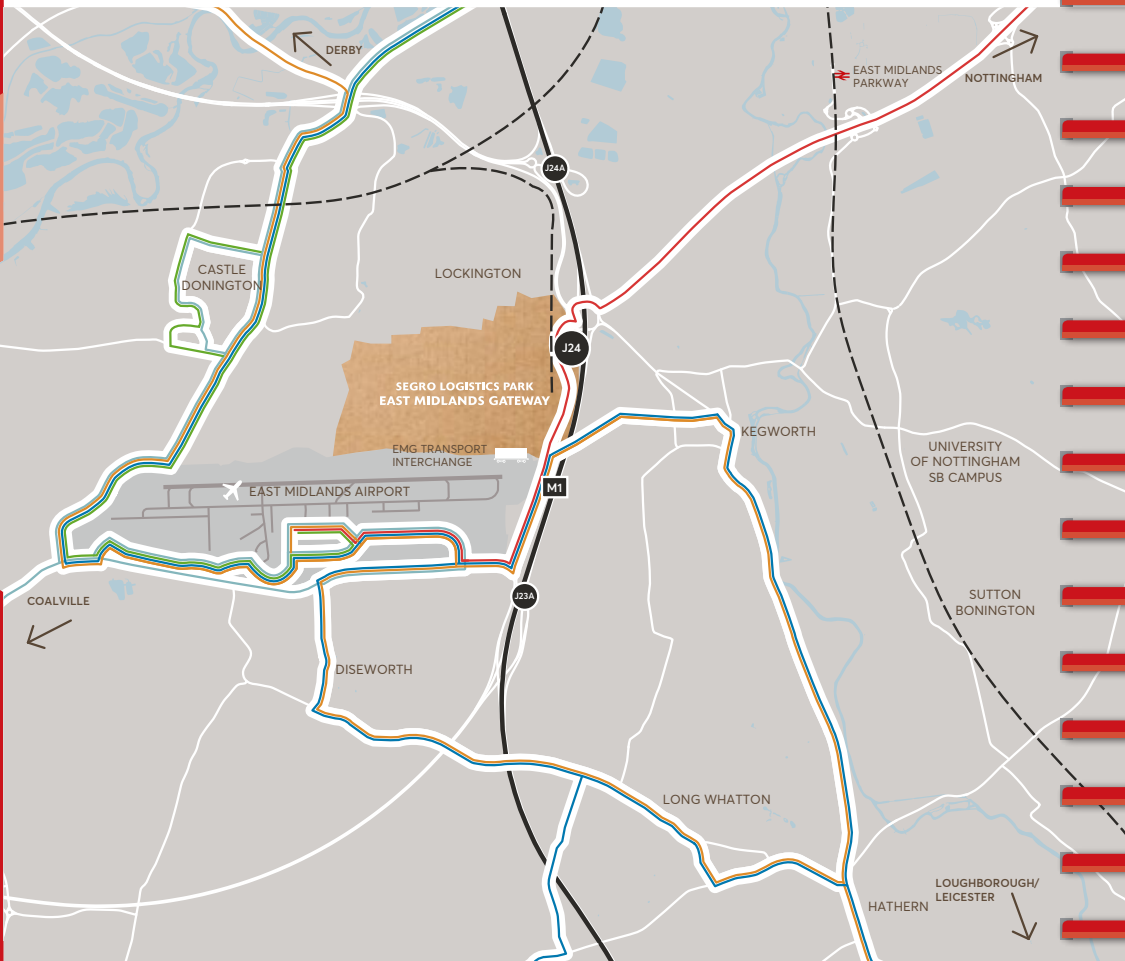 DERBY
EAST MIDLANDS
PARKWAY
NOTTINGHAM
J24A
CASTLE
DONINGTON
LOCKINGTON
J24
SEGRO LOGISTICS PARK
EAST MIDLANDS GATEWAY
KEGWORTH
EMG TRANSPORT
INTERCHANGE
UNIVERSITY
OF NOTTINGHAM
SB CAMPUS
M1
EAST MIDLANDS AIRPORT
COALVILLE
J23A
SUTTON
BONINGTON
DISEWORTH
LONG WHATTON
LOUGHBOROUGH/
LEICESTER
HATHERN